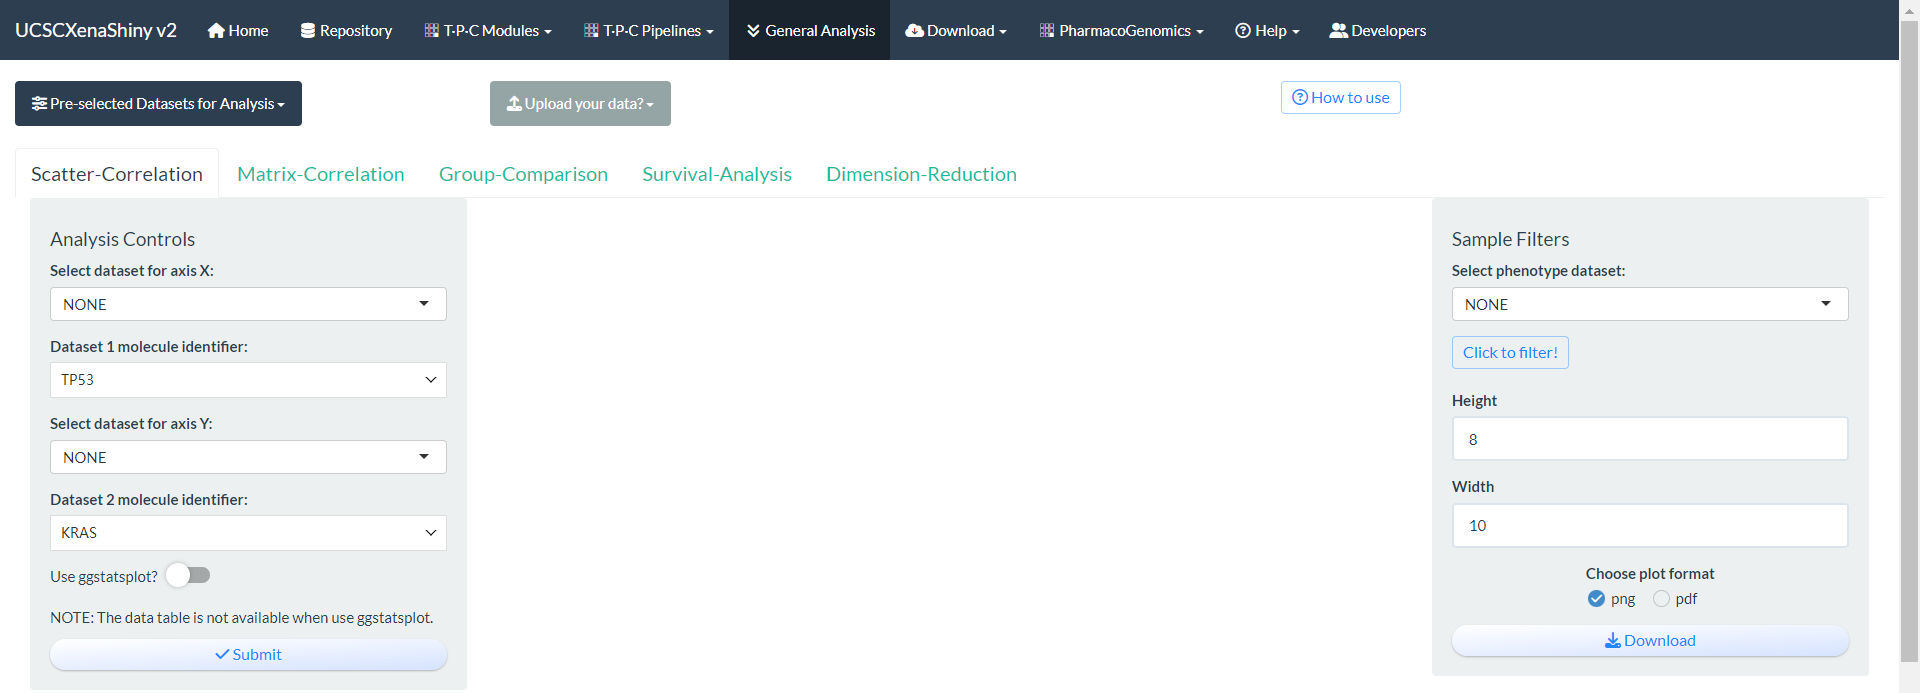 UCSCXenaShiny v2 Home Repository T·P·C Modules T·P·C Pipelines General Analysis Download PharmacoGenomics Help Developers
Pre-selected Datasets for Analysis Upload your data? How to use
Scatter-Correlation Matrix-Correlation Group-Comparison Survival-Analysis Dimension-Reduction
Analysis Controls
Select dataset for axis X:
NONE
Dataset 1 molecule identifier:
TP53
Select dataset for axis Y:
NONE
Dataset 2 molecule identifier:
KRAS
Use ggstatsplot?
NOTE: The data table is not available when use ggstatsplot.
Submit
Sample Filters
Select phenotype dataset:
NONE
Click to filter!
Height
8
Width
10
Choose plot format
png pdf
Download